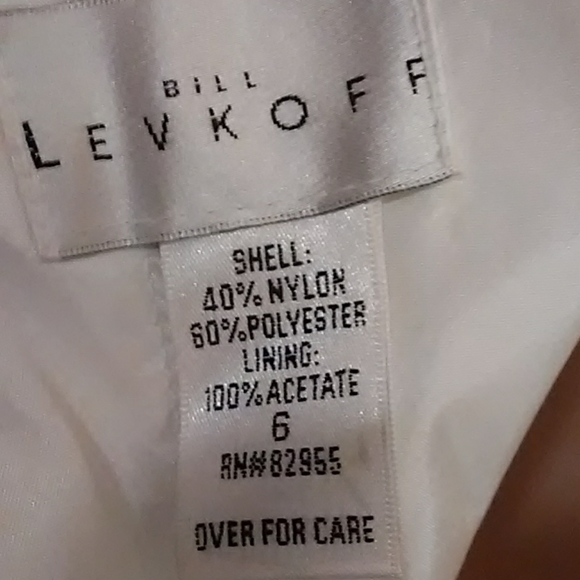 BILL
LEVKOFF
SHELL:
40% NYLON
60% POLYESTER
LINING:
100% ACETATE
6
RN#82955
OVER FOR CARE